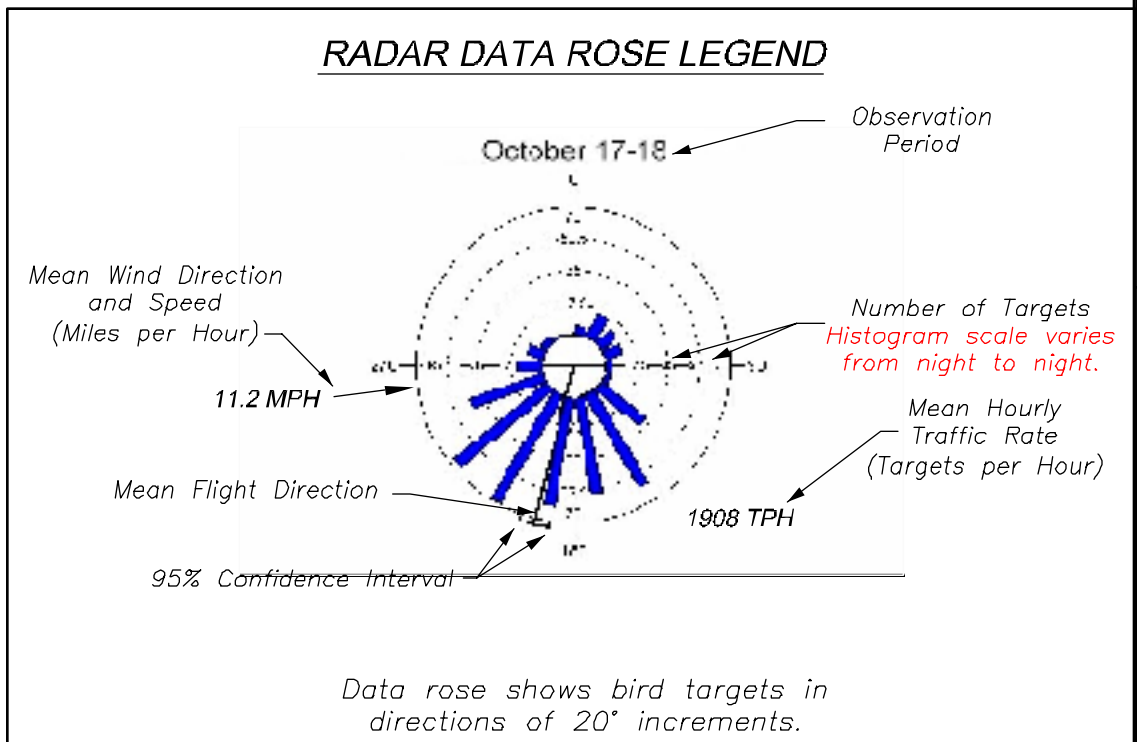 RADAR DATA ROSE LEGEND
Observation
Period
October 17-18
Mean Wind Direction
and Speed
(Miles per Hour)
11.2 MPH
Number of Targets
Histogram scale varies
from night to night.
Mean Hourly
Traffic Rate
(Targets per Hour)
1908 TPH
Mean Flight Direction
95% Confidence Interval
Data rose shows bird targets in
directions of 20° increments.